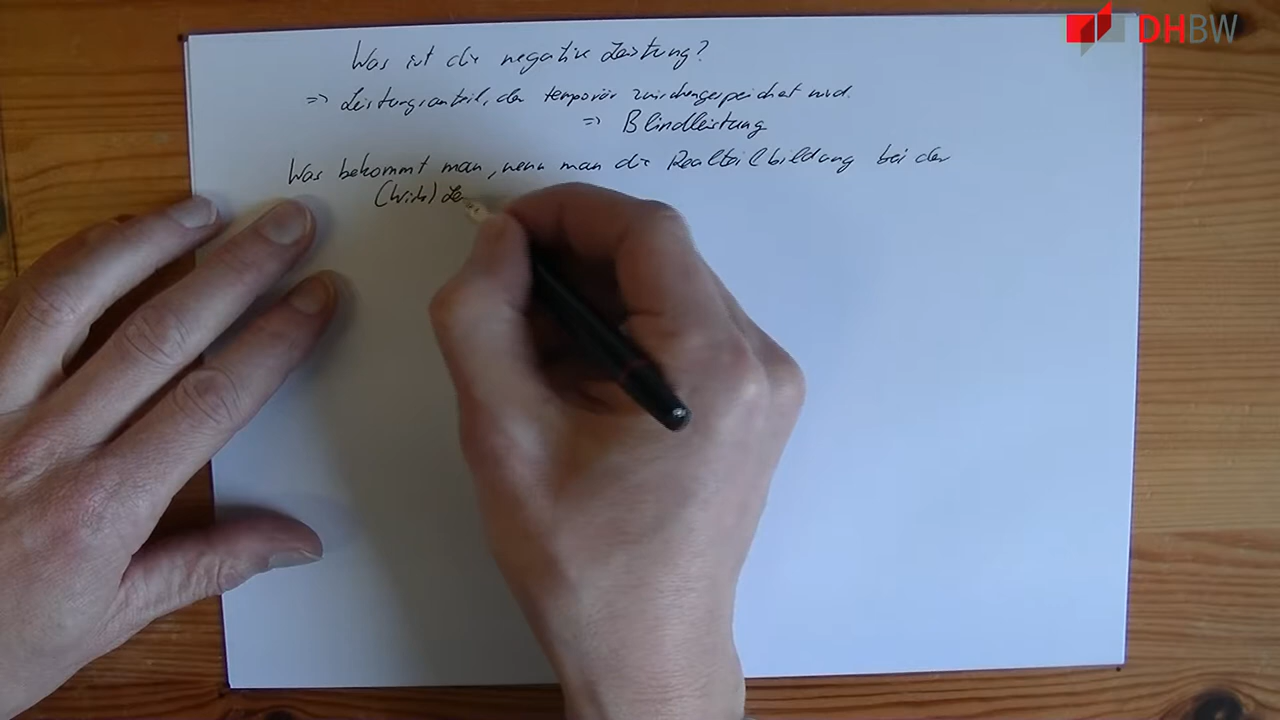 DHBW
Was ist die negative Leistung?
=> Leistungsanteil, der temporär zwischengespeichert wird.
=> Blindleistung
Was bekommt man, wenn man die Realteilbildung bei der
(Wirk) Le